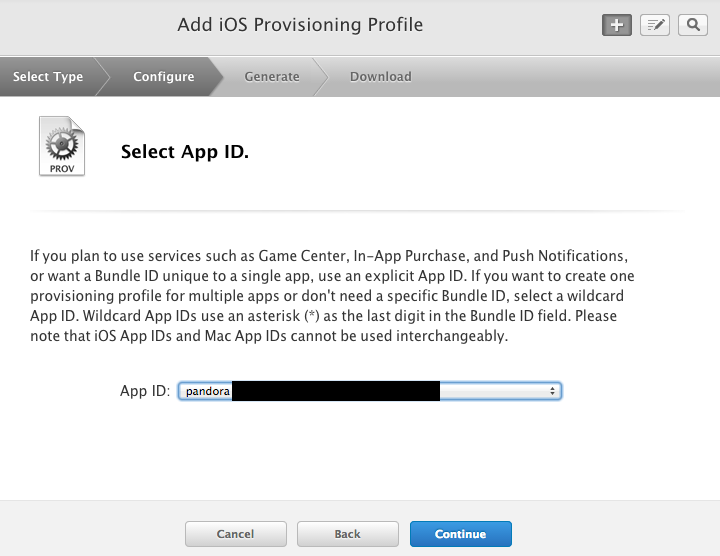 Add iOS Provisioning Profile
Select Type
Configure
Generate
Download
PROV
Select App ID.
If you plan to use services such as Game Center, In-App Purchase, and Push Notifications,
or want a Bundle ID unique to a single app, use an explicit App ID. If you want to create one
provisioning profile for multiple apps or don't need a specific Bundle ID, select a wildcard
App ID. Wildcard App IDs use an asterisk (*) as the last digit in the Bundle ID field. Please
note that iOS App IDs and Mac App IDs cannot be used interchangeably.
App ID: pandora
Cancel
Back
Continue